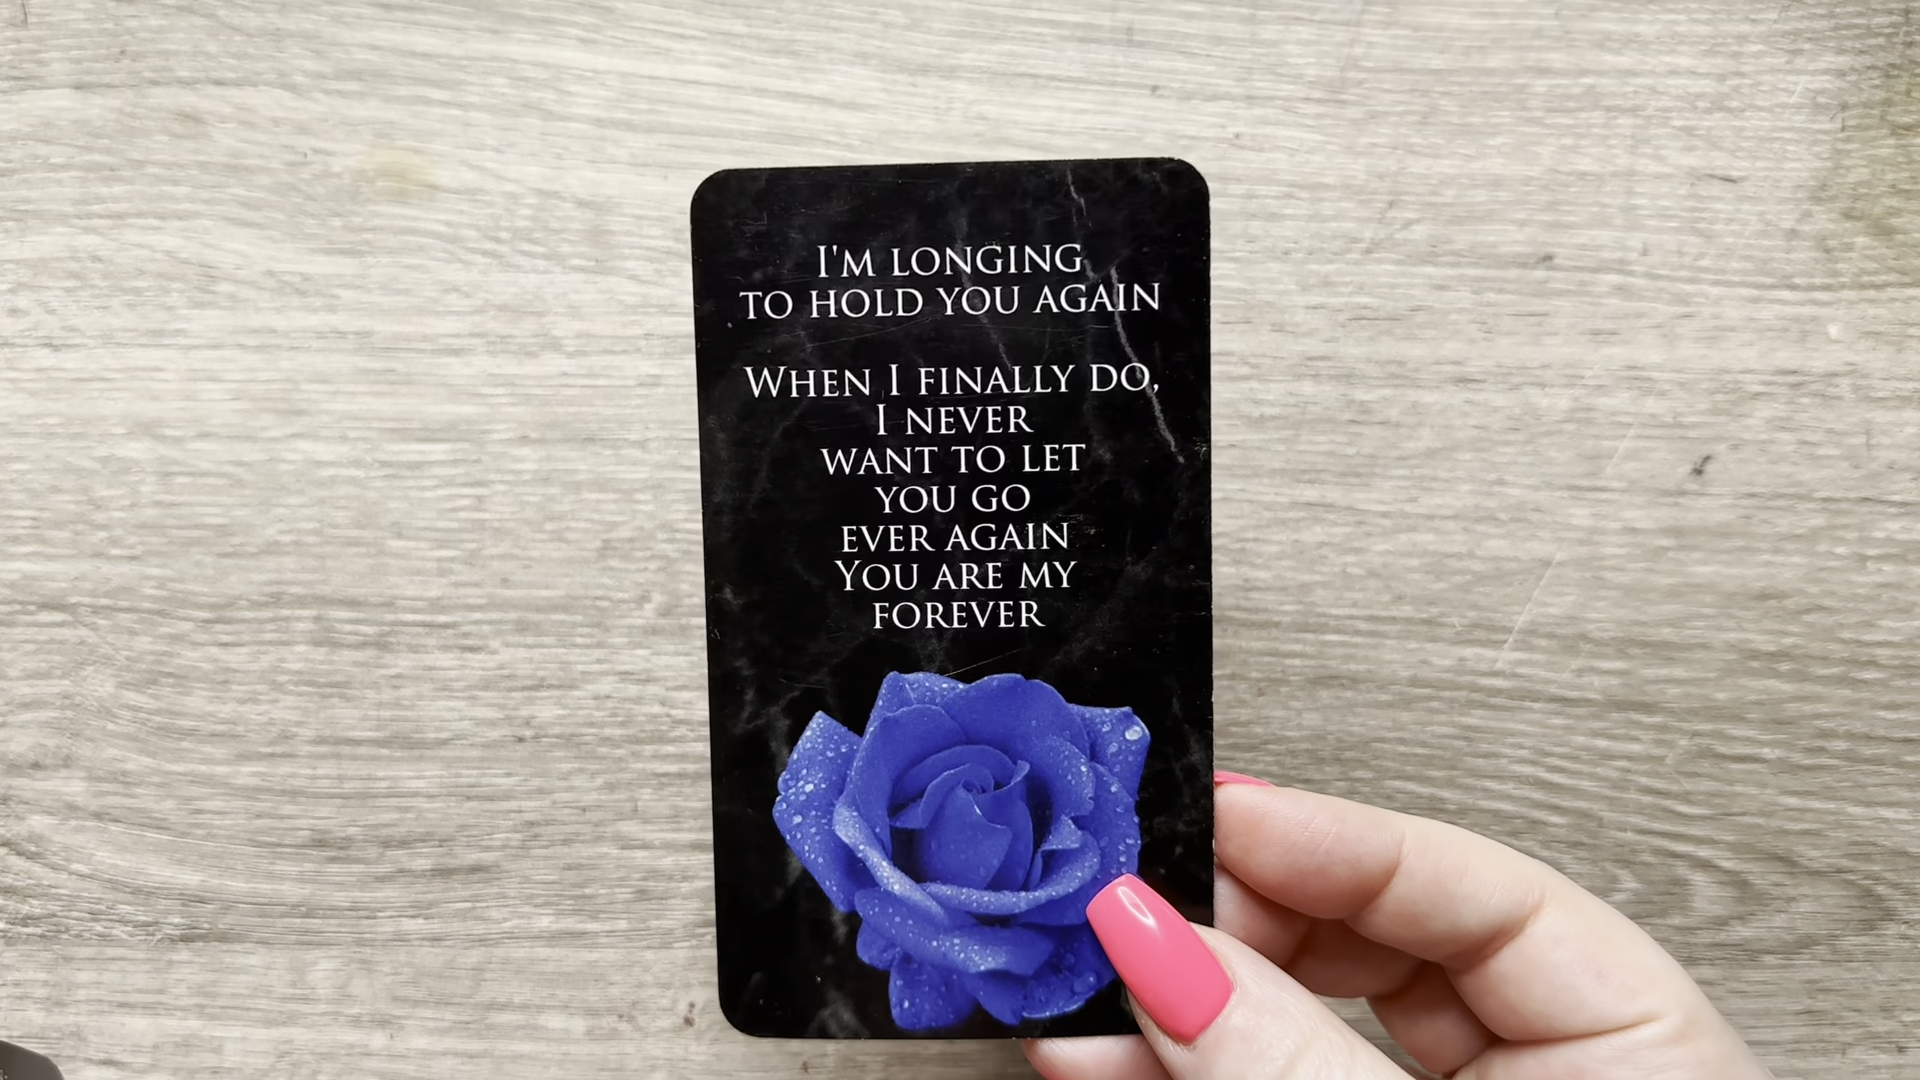 I'M LONGING
TO HOLD YOU AGAIN
WHEN I FINALLY DO,
I NEVER
WANT TO LET
YOU GO
EVER AGAIN
YOU ARE MY
FOREVER